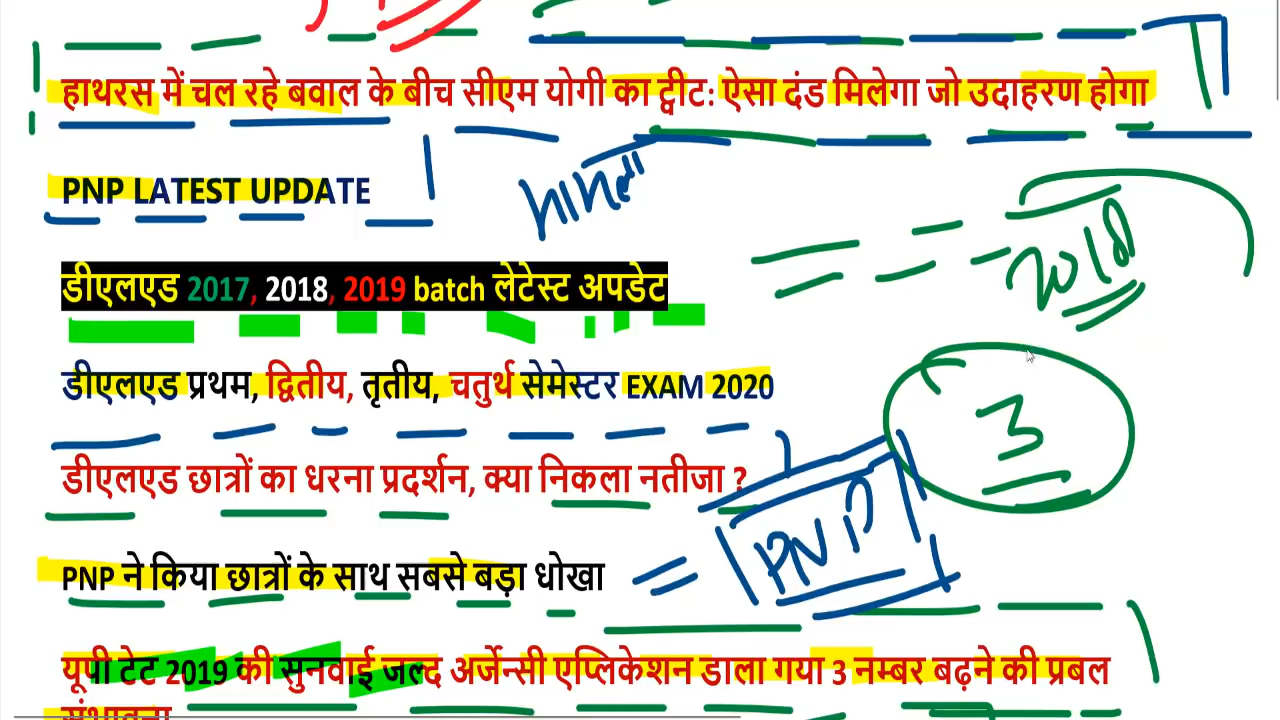 हाथरस में चल रहे बवाल के बीच सीएम योगी का ट्वीट: ऐसा दंड मिलेगा जो उदाहरण होगा
PNP LATEST UPDATE
hindi
2018
डीएलएड 2017, 2018, 2019 batch लेटेस्ट अपडेट
डीएलएड प्रथम, द्वितीय, तृतीय, चतुर्थ सेमेस्टर EXAM 2020
3
डीएलएड छात्रों का धरना प्रदर्शन, क्या निकला नतीजा ?
PNP
PNP ने किया छात्रों के साथ सबसे बड़ा धोखा
यूपी टेट 2019 की सुनवाई जल्द अर्जेन्सी एप्लिकेशन डाला गया 3 नम्बर बढ़ने की प्रबल
संभावना